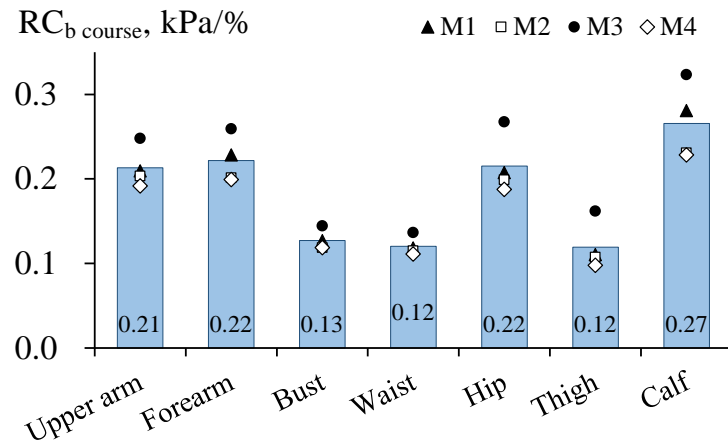 RCb course, kPa/%
M1 M2 M3 M4
0.3
0.2
0.1
0.0
0.21 0.22 0.13 0.12 0.22 0.12 0.27
Upper arm Forearm Bust Waist Hip Thigh Calf